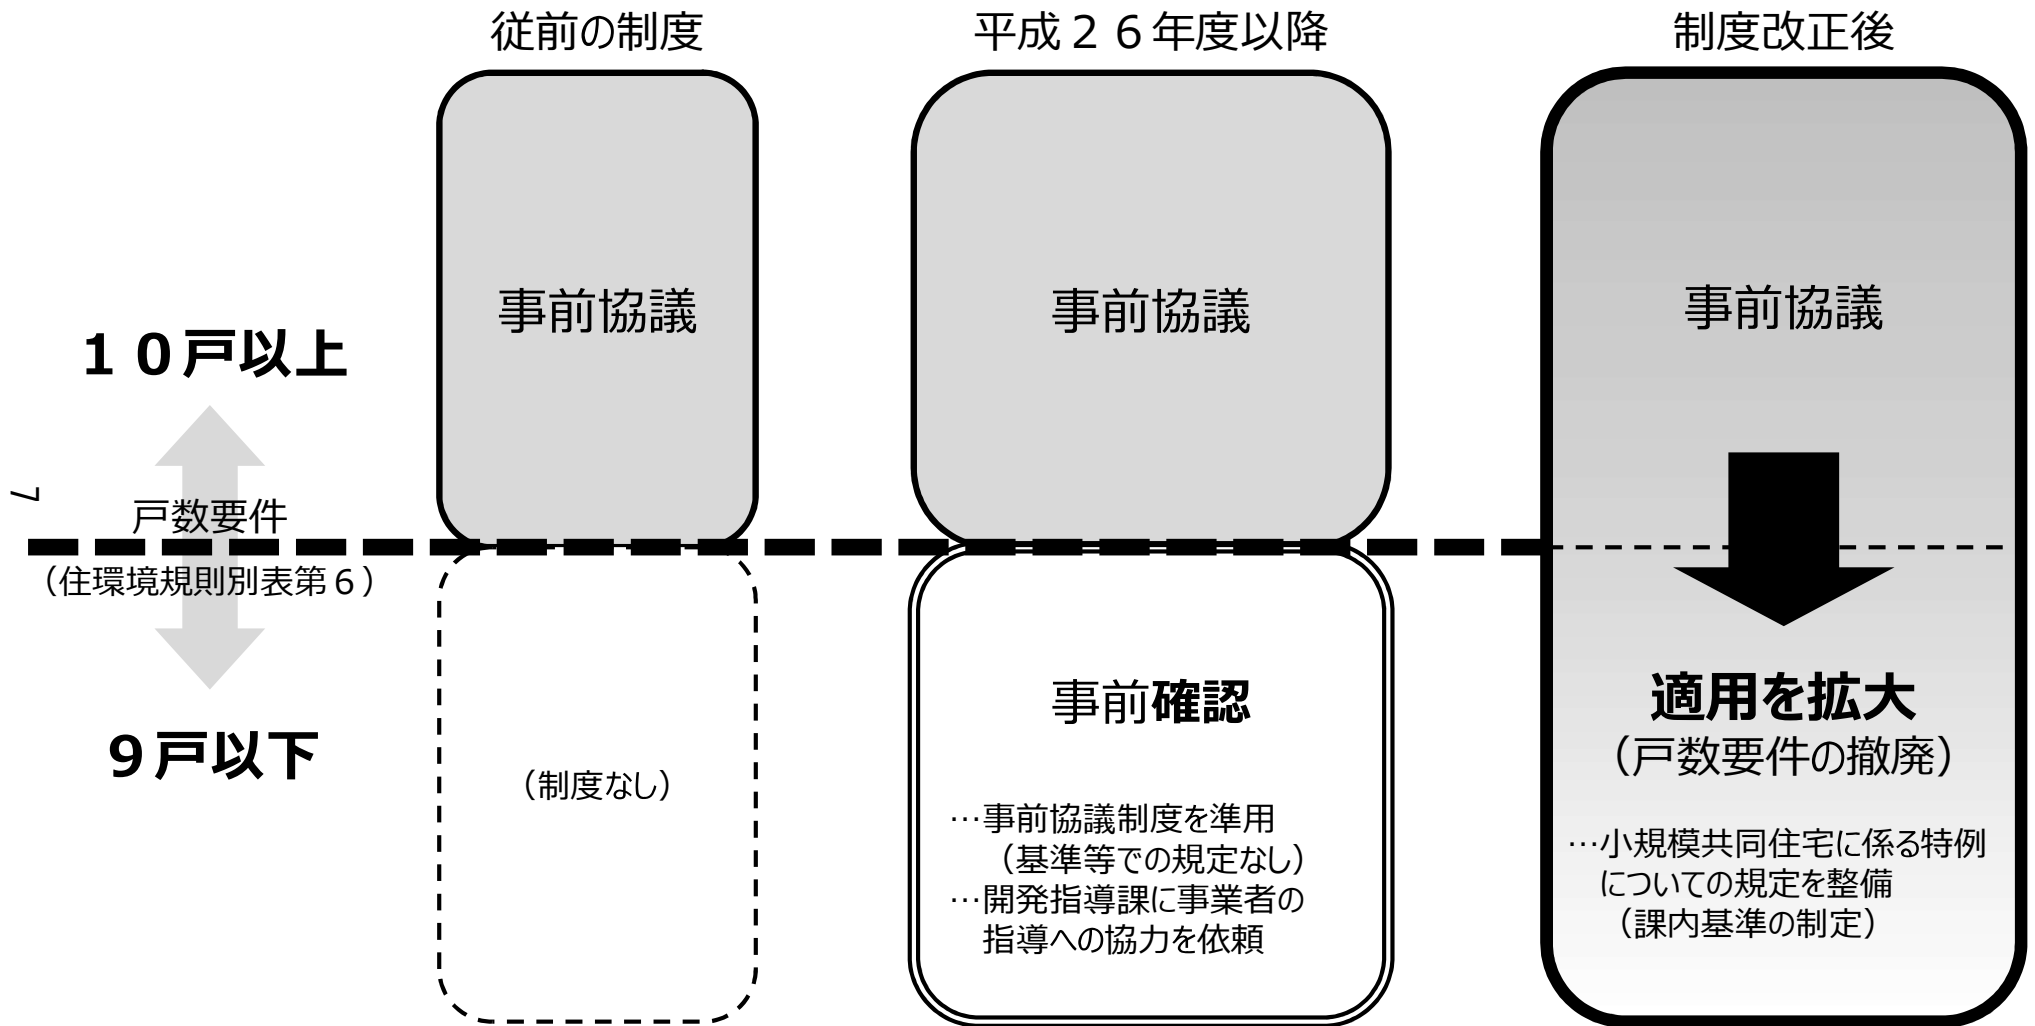 従前の制度
平成２６年度以降
制度改正後
１０戸以上
戸数要件
（住環境規則別表第６）
９戸以下
7
事前協議
（制度なし）
事前協議
事前確認
…事前協議制度を準用
（基準等での規定なし）
…開発指導課に事業者の
指導への協力を依頼
事前協議
適用を拡大
（戸数要件の撤廃）
…小規模共同住宅に係る特例
についての規定を整備
（課内基準の制定）